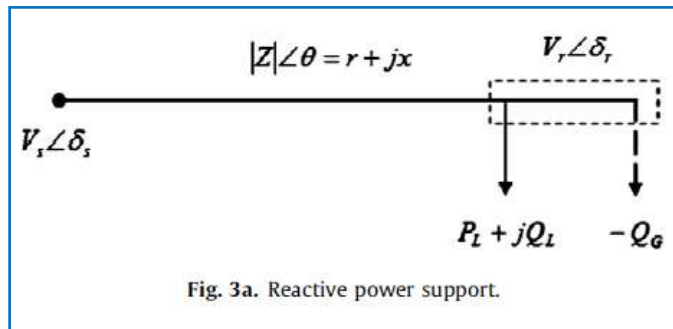 |Z|∠θ = r + jx
V_r∠δ_r
V_s∠δ_s
P_L + jQ_L
−Q_G
Fig. 3a. Reactive power support.